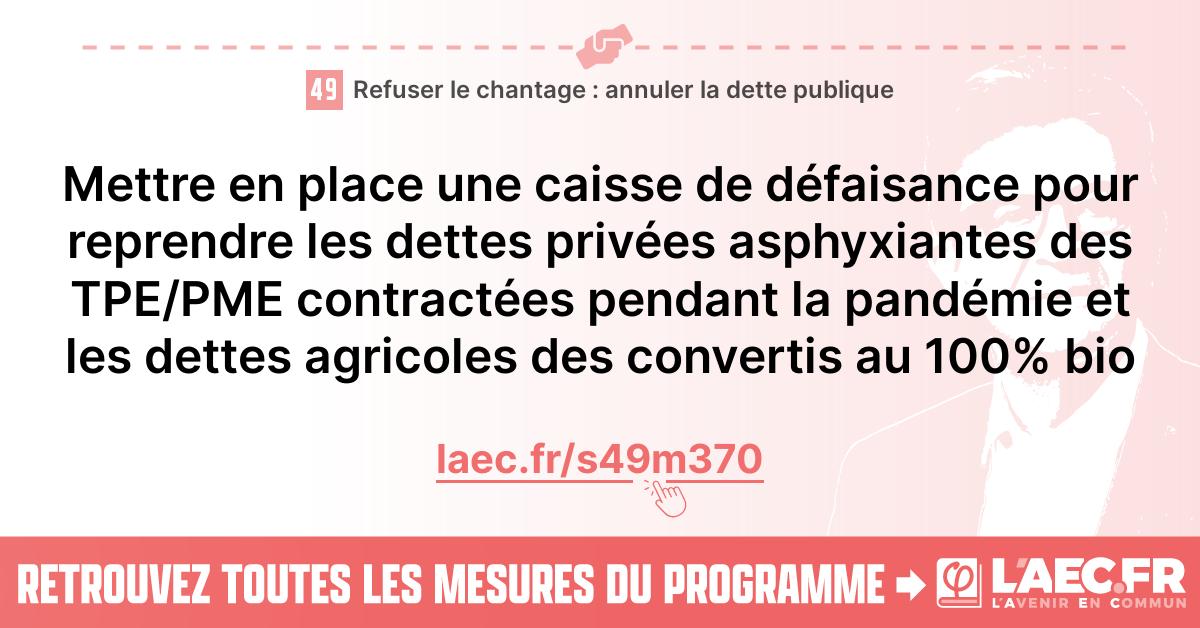 49 Refuser le chantage : annuler la dette publique
Mettre en place une caisse de défaisance pour
reprendre les dettes privées asphyxiantes des
TPE/PME contractées pendant la pandémie et
les dettes agricoles des convertis au 100% bio
laec.fr/s49m370
RETROUVEZ TOUTES LES MESURES DU PROGRAMME φ L'AEC.FR
L'AVENIR EN COMMUN